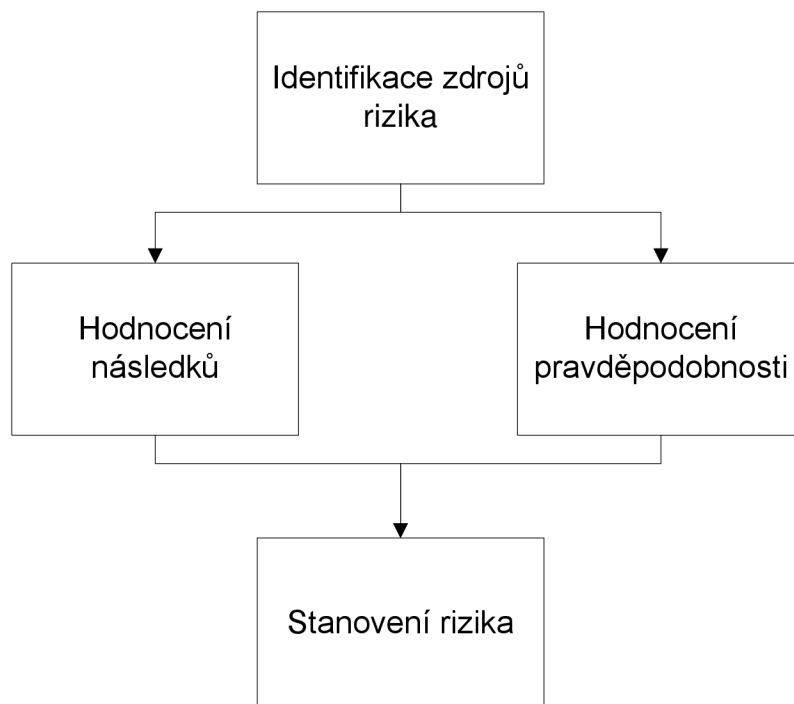 Identifikace zdrojů
rizika
Hodnocení
následků
Hodnocení
pravděpodobnosti
Stanovení rizika